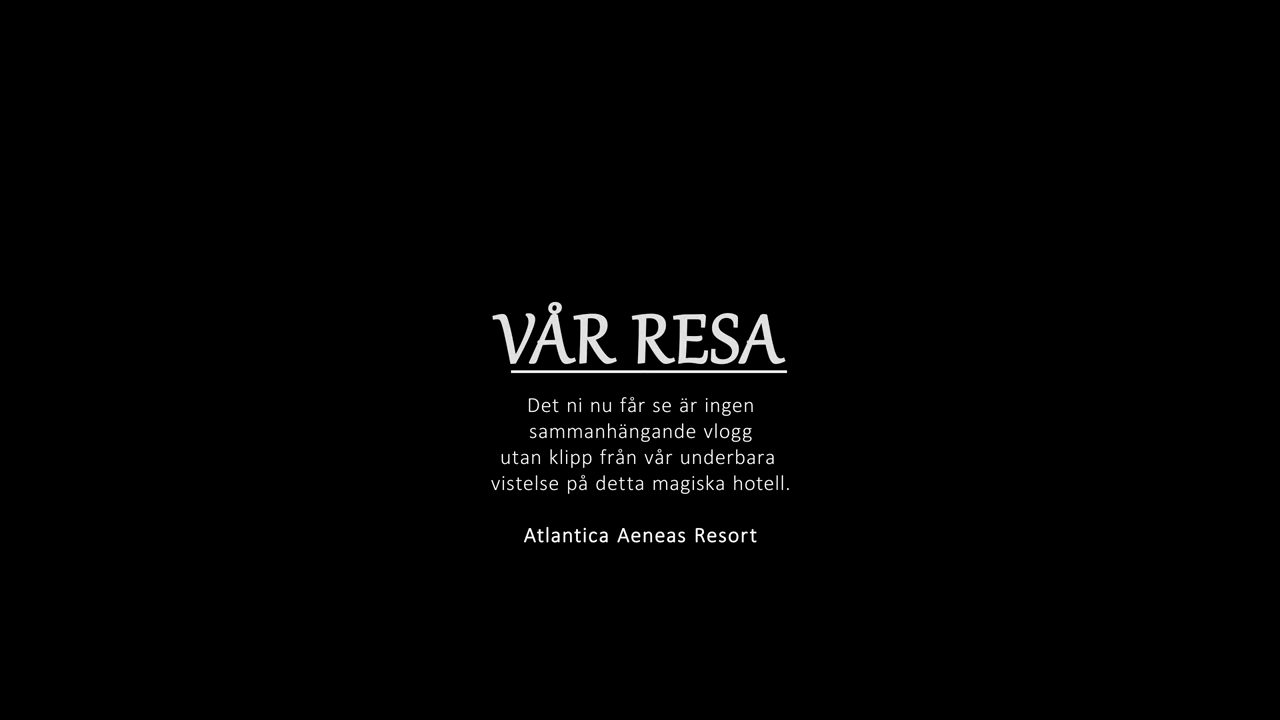 VÅR RESA
Det ni nu får se är ingen
sammanhängande vlogg
utan klipp från vår underbara
vistelse på detta magiska hotell.
Atlantica Aeneas Resort